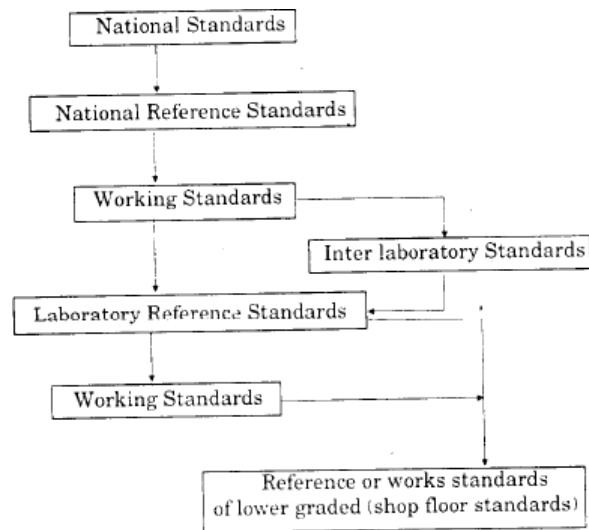 National Standards
National Reference Standards
Working Standards
Inter laboratory Standards
Laboratory Reference Standards
Working Standards
Reference or works standards
of lower graded (shop floor standards)